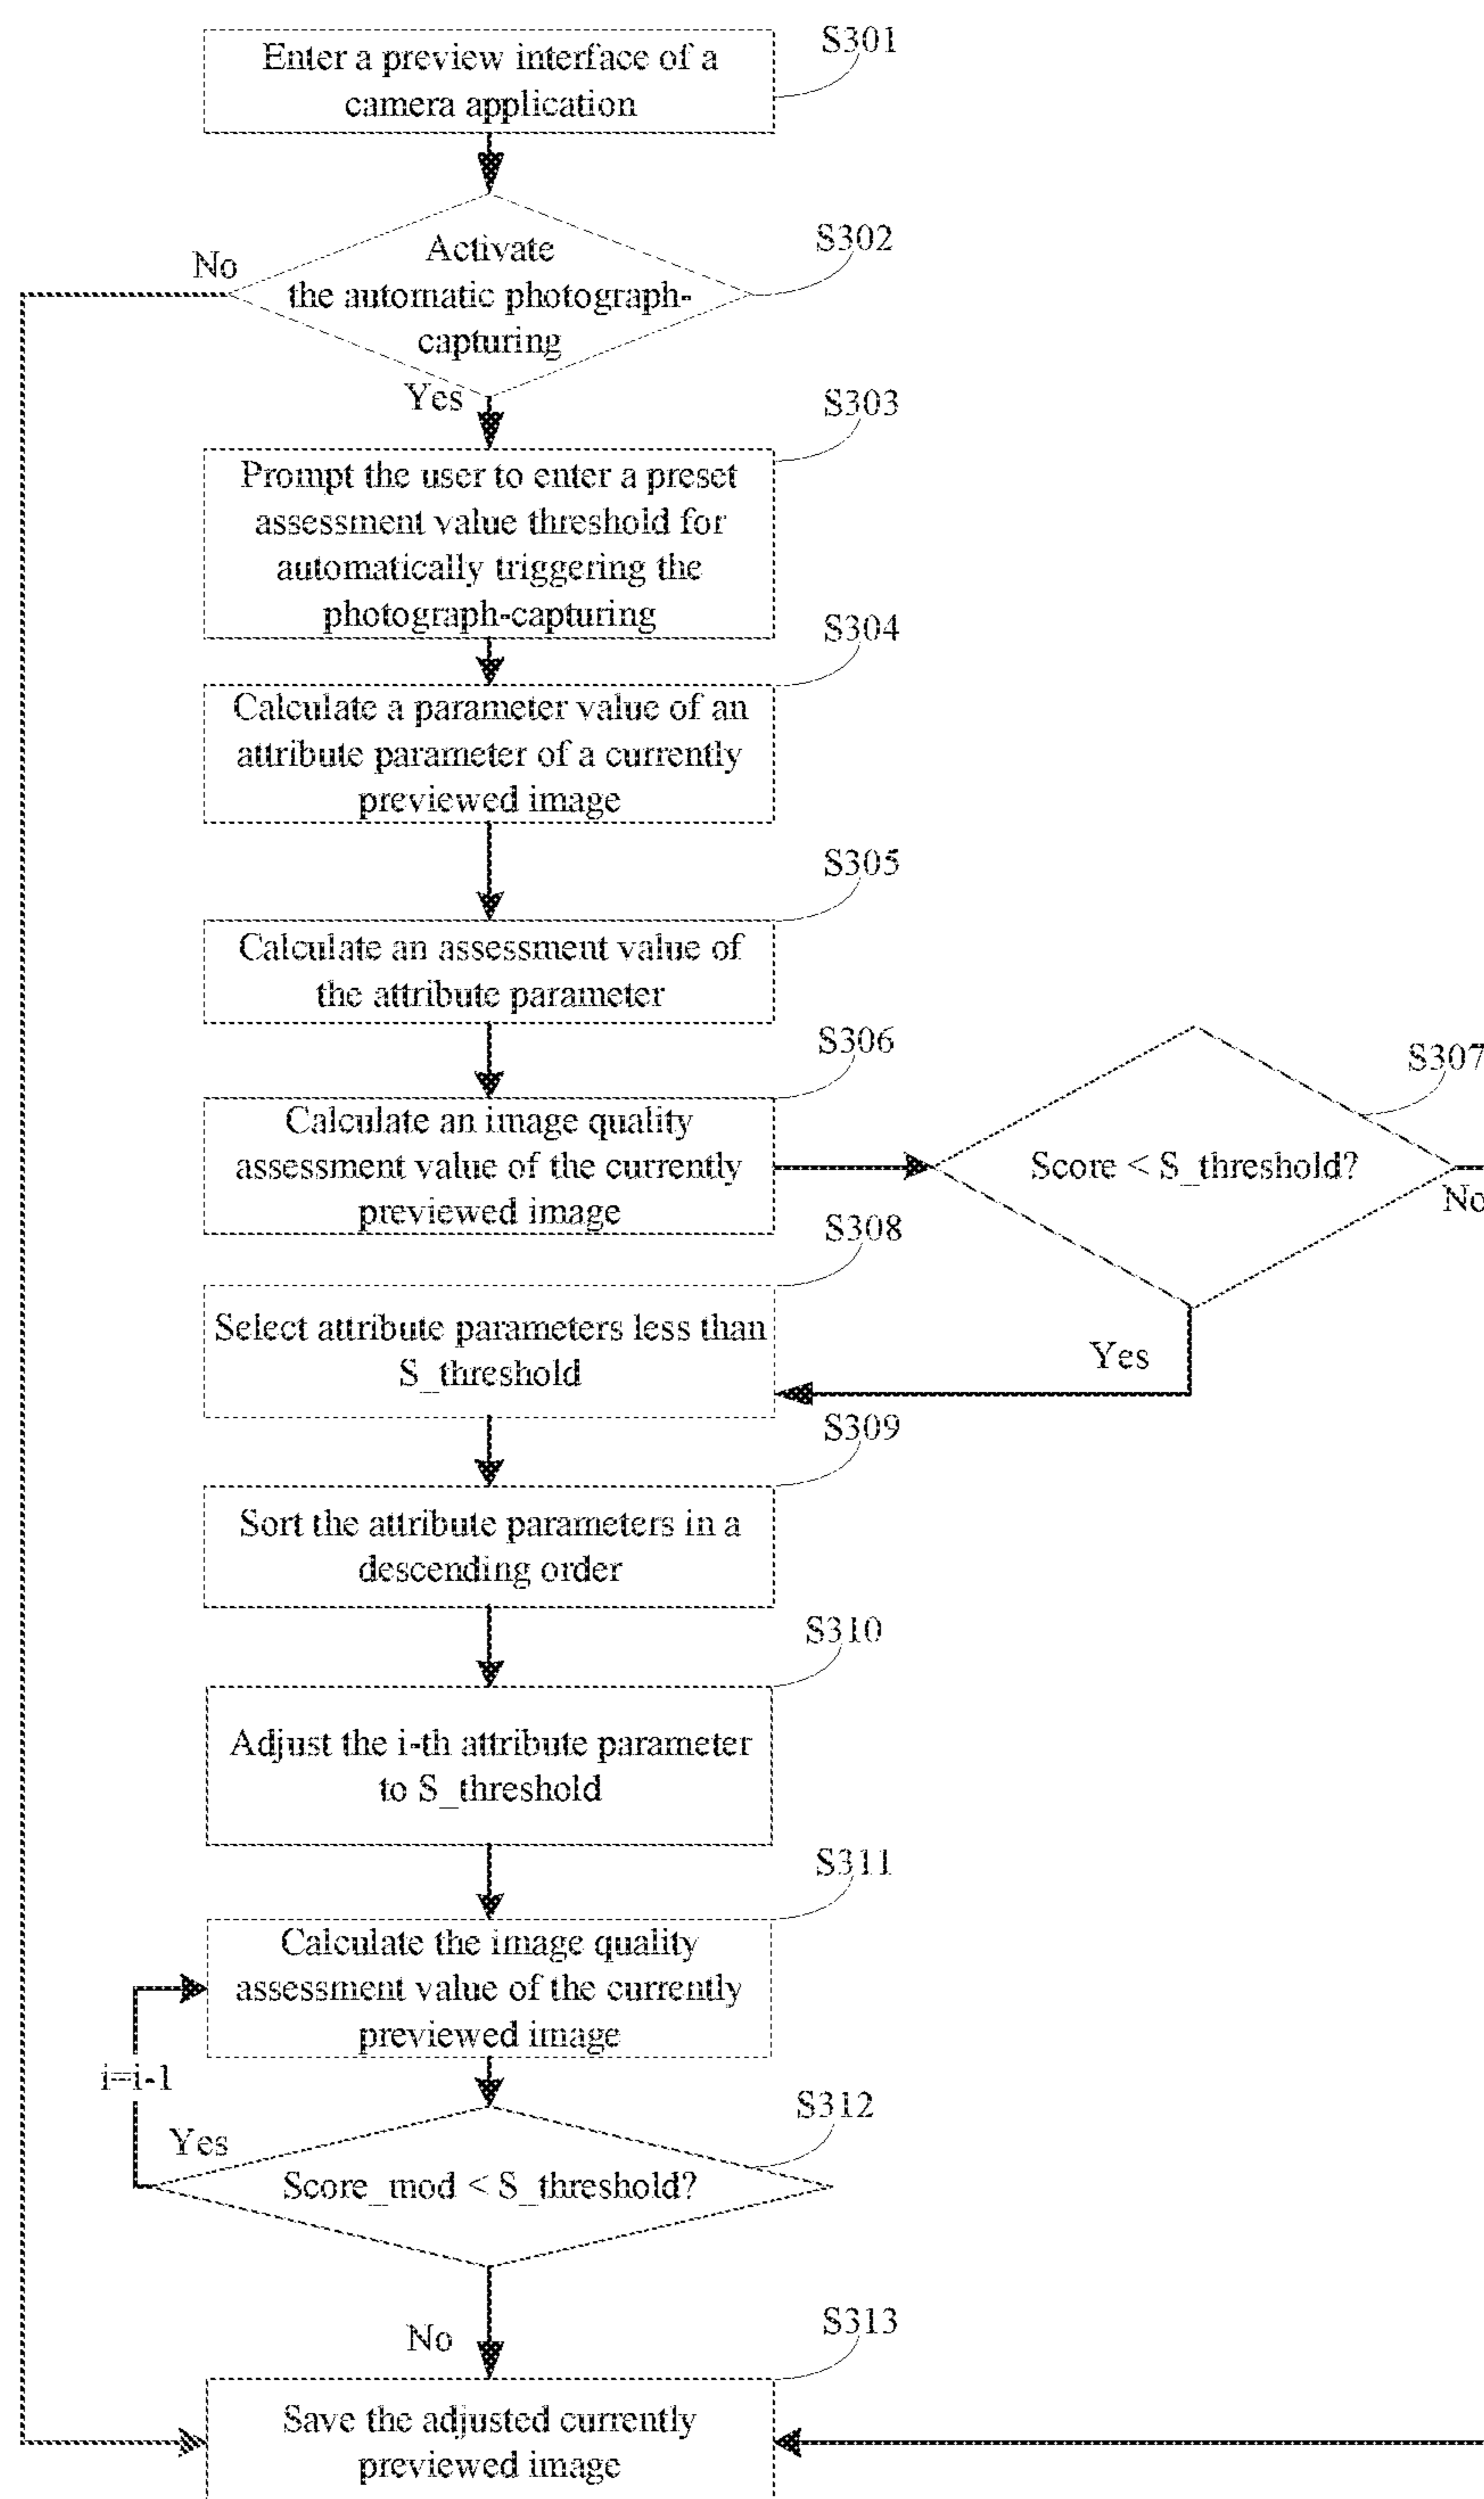 S301
Enter a preview interface of a
camera application
S302
No
Activate
the automatic photograph-
capturing
Yes
S303
Prompt the user to enter a preset
assessment value threshold for
automatically triggering the
photograph-capturing
S304
Calculate a parameter value of an
attribute parameter of a currently
previewed image
S305
Calculate an assessment value of
the attribute parameter
S306
Calculate an image quality
assessment value of the currently
previewed image
S307
Score < S_threshold?
No
S308
Select attribute parameters less than
S_threshold
Yes
S309
Sort the attribute parameters in a
descending order
S310
Adjust the i-th attribute parameter
to S_threshold
S311
Calculate the image quality
assessment value of the currently
previewed image
i=i-1
S312
Yes
Score_mod < S_threshold?
No
S313
Save the adjusted currently
previewed image